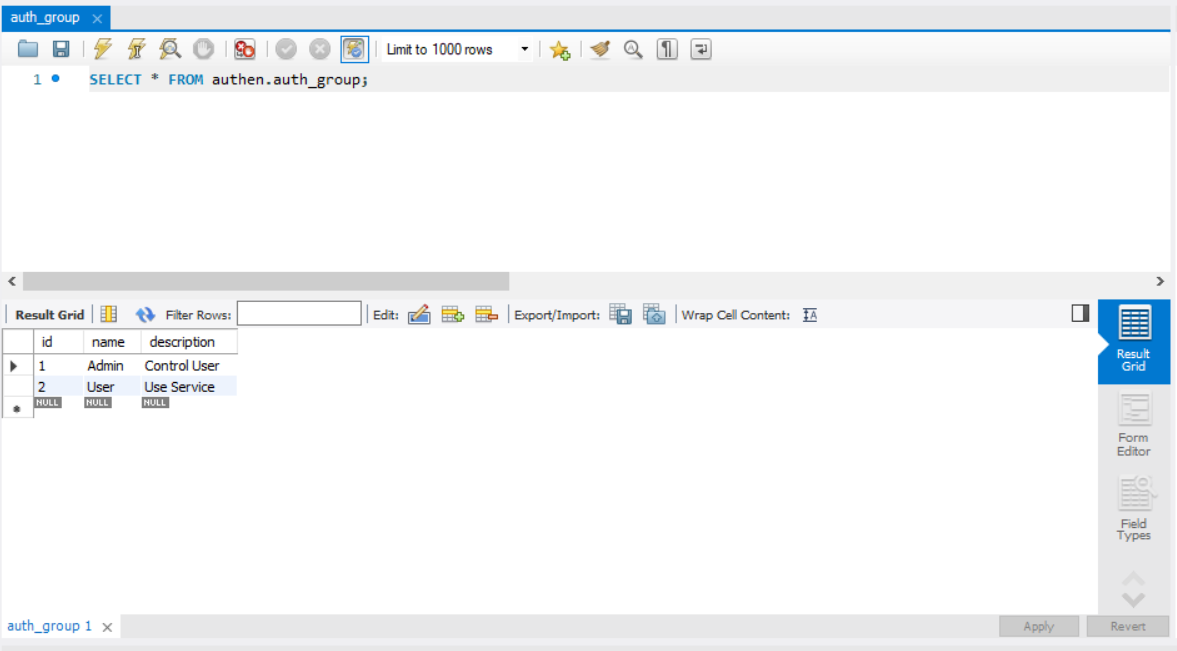 auth_group
Limit to 1000 rows
1 SELECT * FROM authen.auth_group;
Result Grid Filter Rows: Edit: Export/Import: Wrap Cell Content:
id name description
1 Admin Control User
2 User Use Service
NULL NULL NULL
Result Grid
Form Editor
Field Types
auth_group 1 Apply Revert